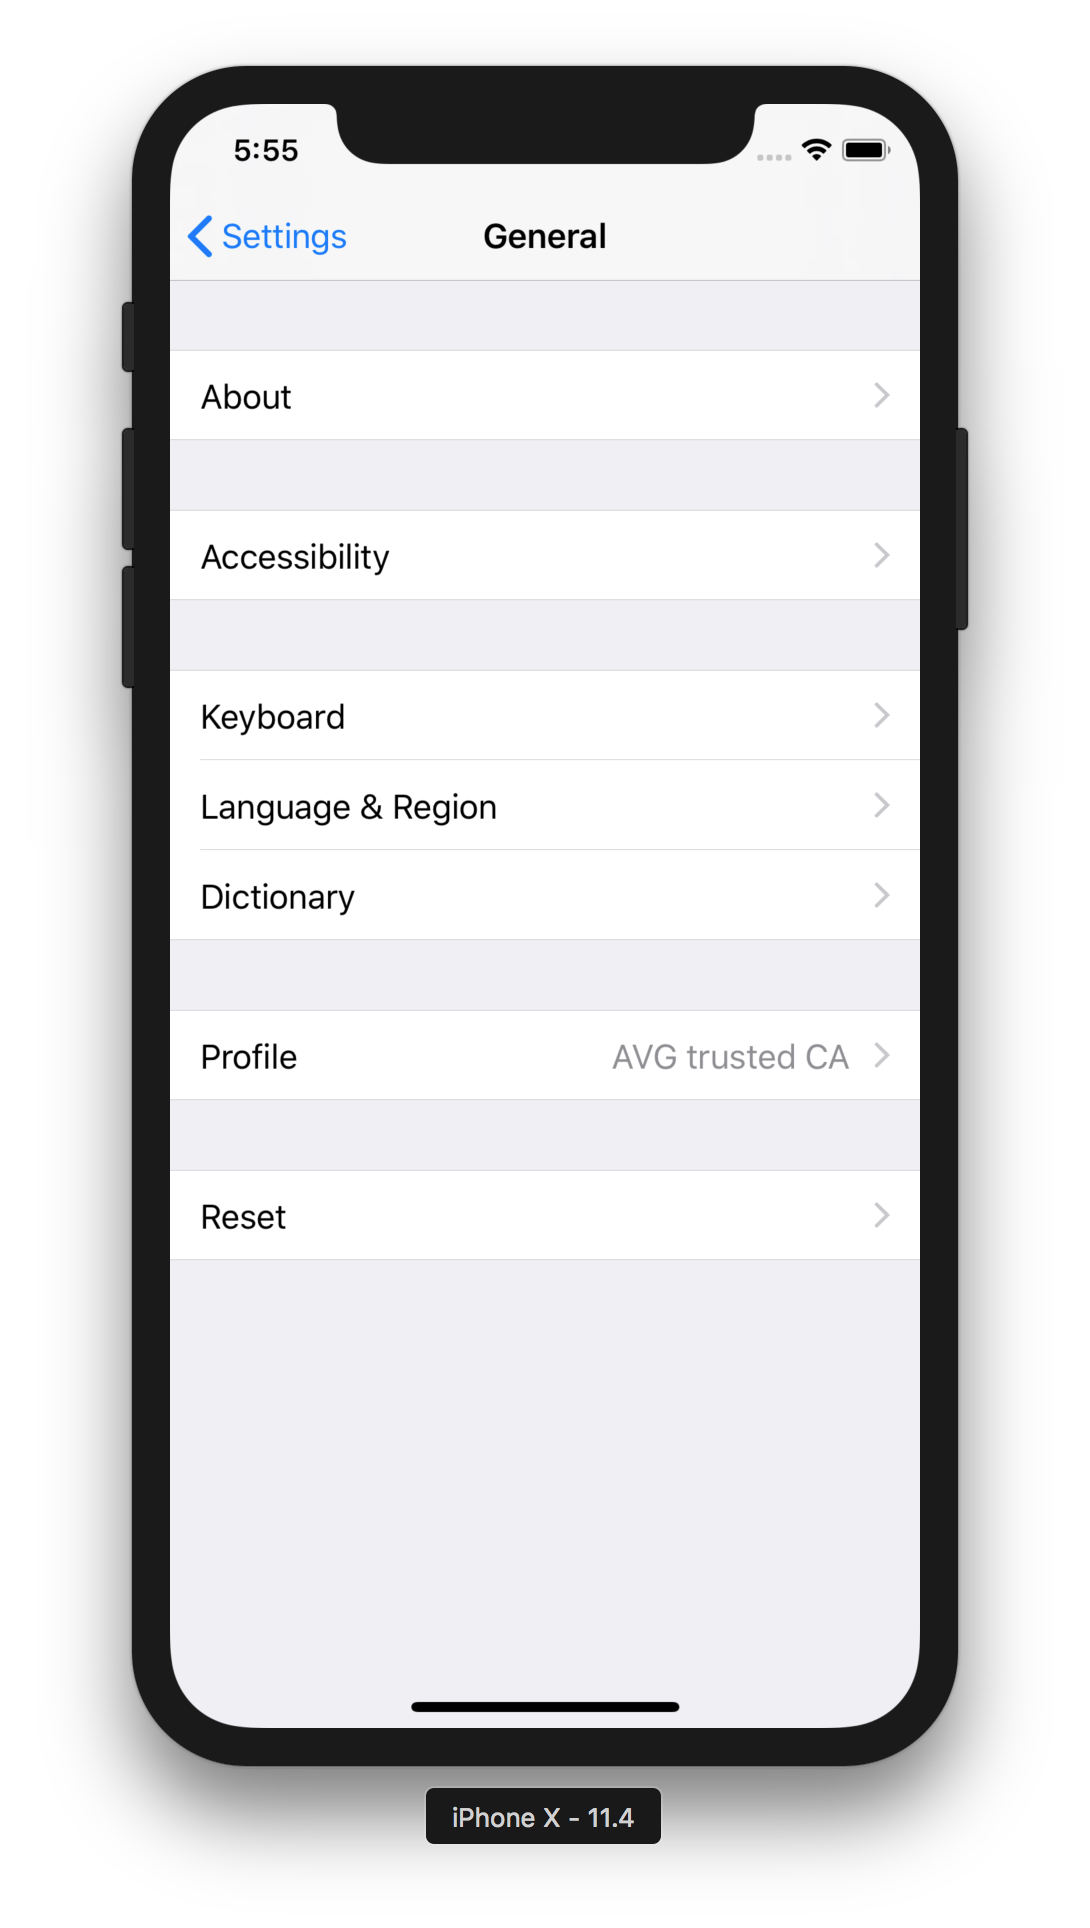 5:55
Settings
General
About
Accessibility
Keyboard
Language & Region
Dictionary
Profile AVG trusted CA
Reset
iPhone X - 11.4